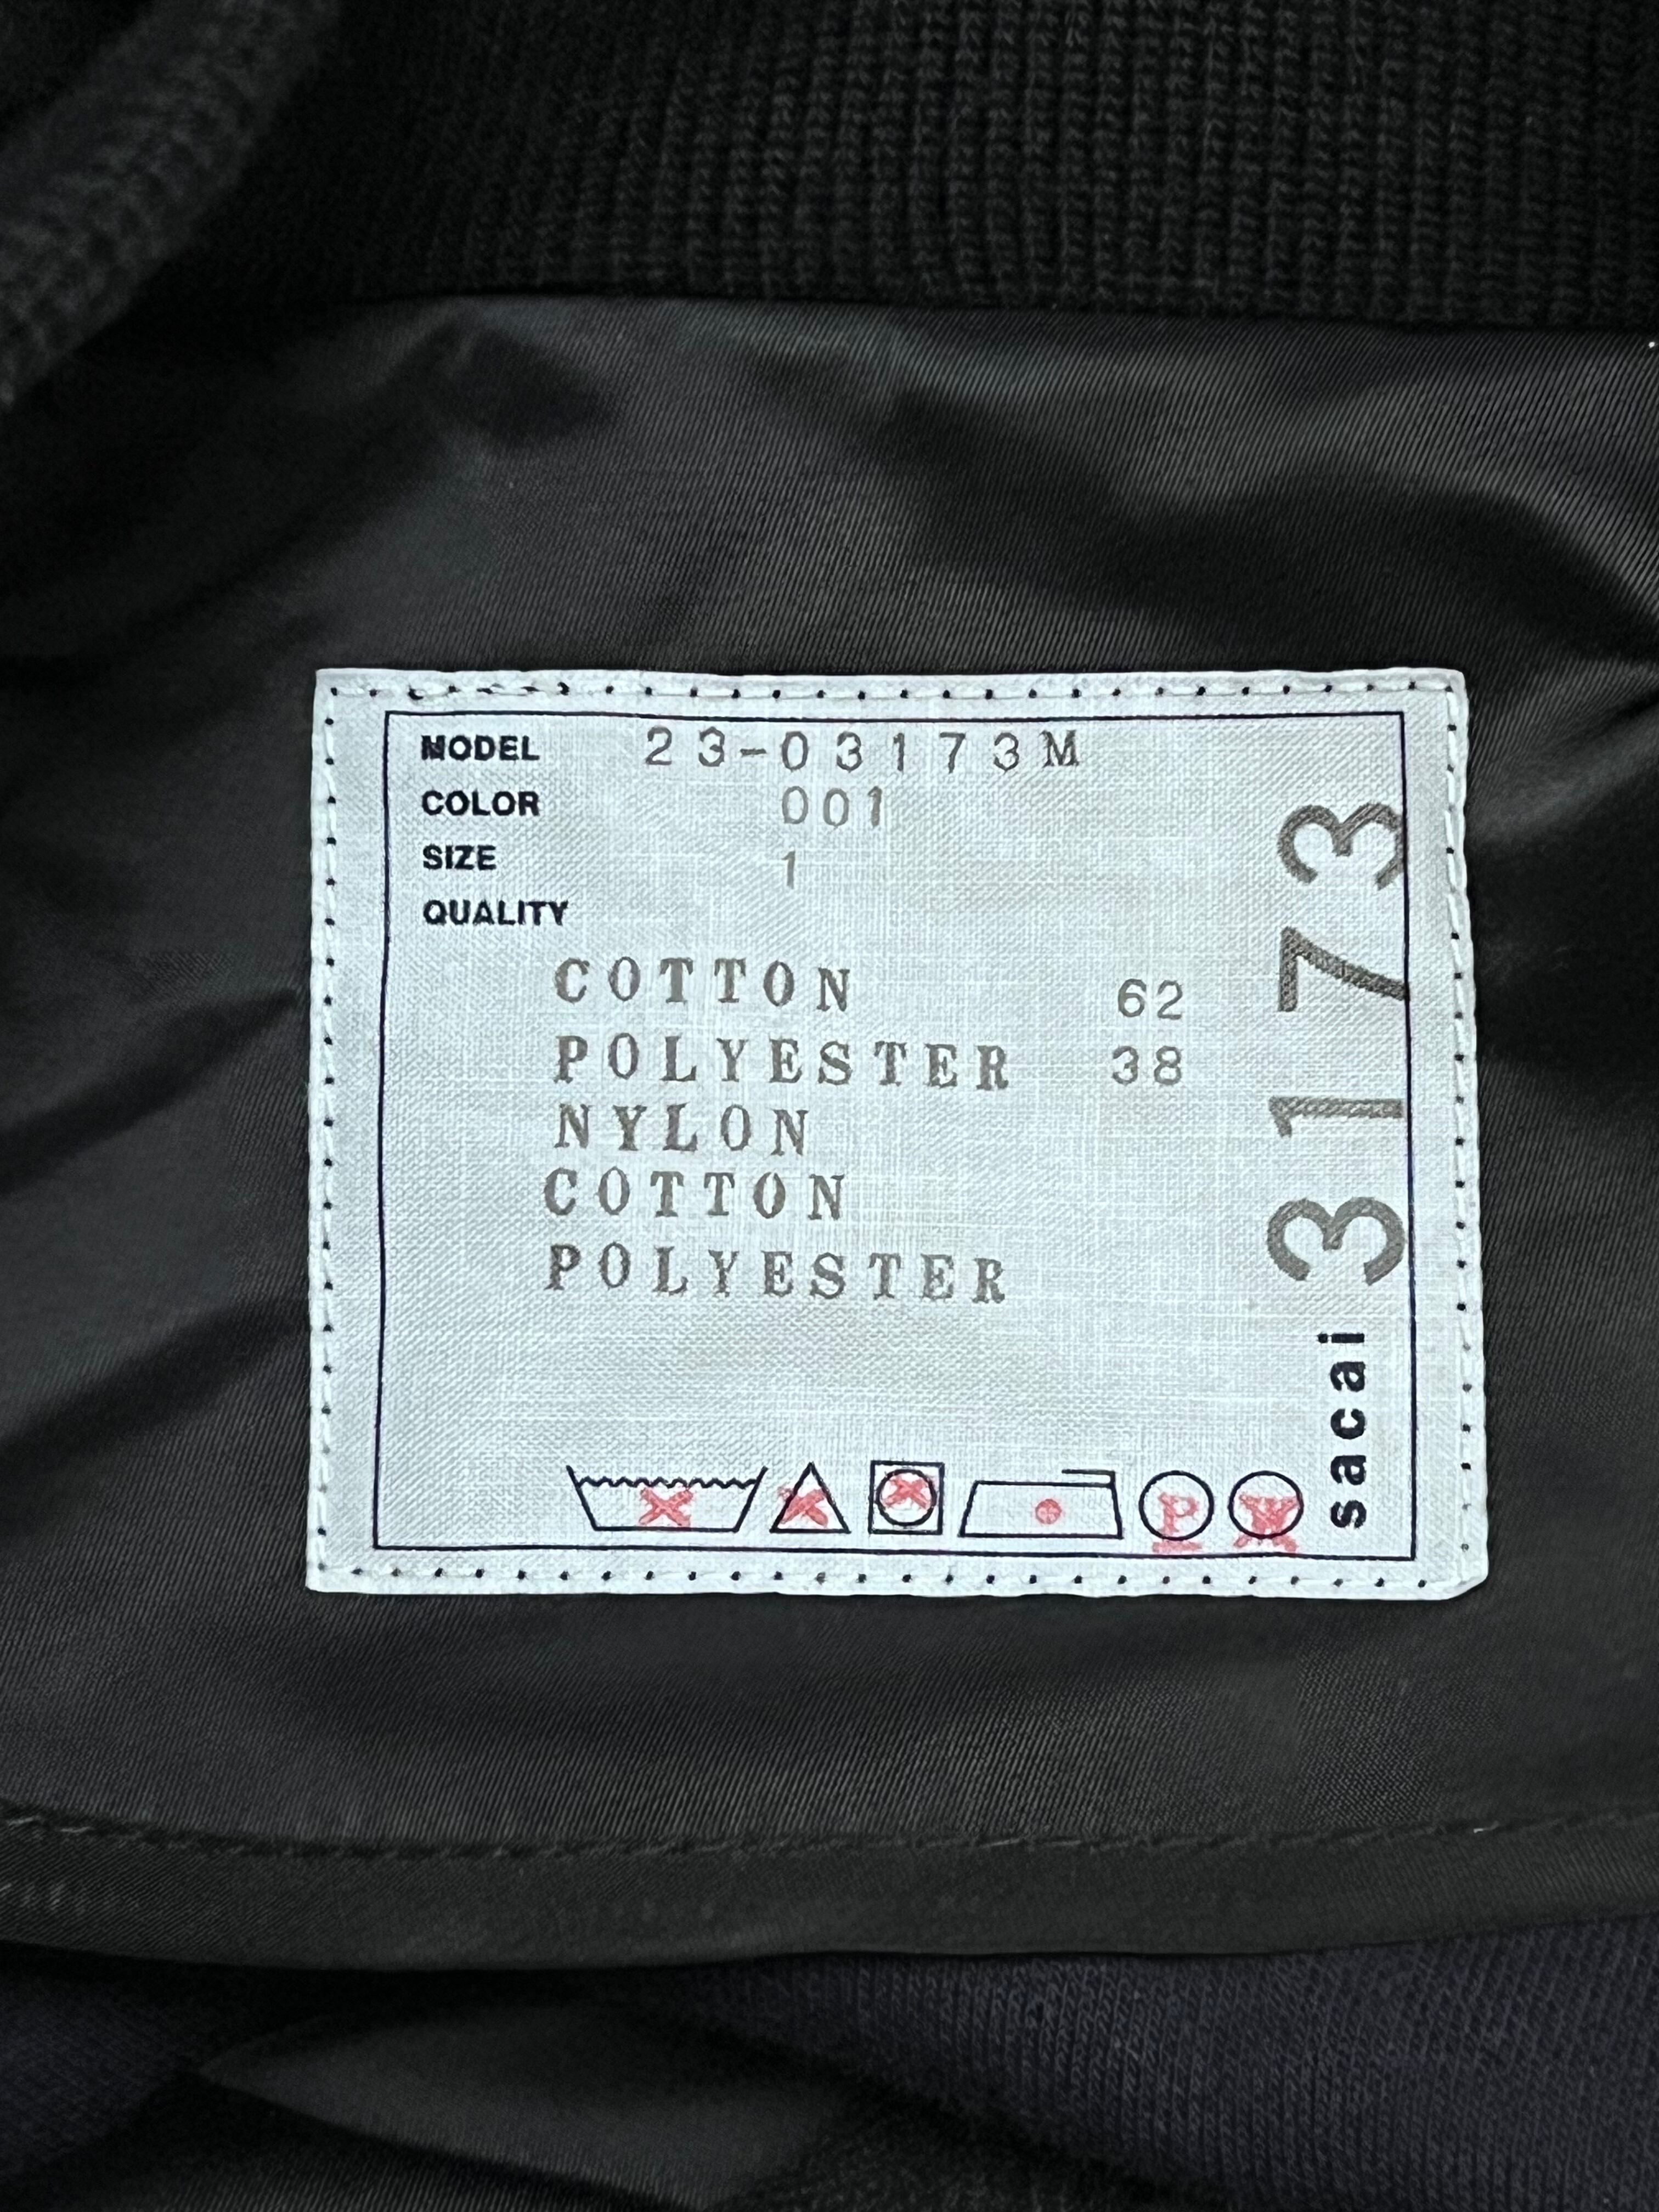 MODEL 23-03173M
COLOR 001
SIZE 1
QUALITY
COTTON 62
POLYESTER 38
NYLON
COTTON
POLYESTER
P W
sacai 3173